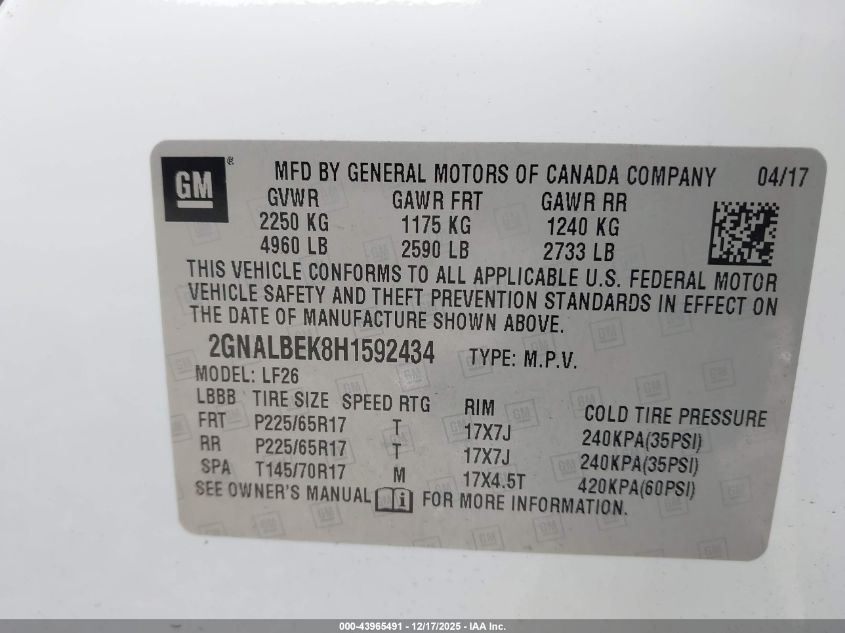 GM ® MFD BY GENERAL MOTORS OF CANADA COMPANY 04/17
GVWR GAWR FRT GAWR RR
2250 KG 1175 KG 1240 KG
4960 LB 2590 LB 2733 LB
THIS VEHICLE CONFORMS TO ALL APPLICABLE U.S. FEDERAL MOTOR
VEHICLE SAFETY AND THEFT PREVENTION STANDARDS IN EFFECT ON
THE DATE OF MANUFACTURE SHOWN ABOVE.
2GNALBEK8H1592434 TYPE: M.P.V.
MODEL: LF26
LBBB TIRE SIZE SPEED RTG RIM COLD TIRE PRESSURE
FRT P225/65R17 T 17X7J 240KPA(35PSI)
RR P225/65R17 T 17X7J 240KPA(35PSI)
SPA T145/70R17 M 17X4.5T 420KPA(60PSI)
SEE OWNER'S MANUAL i FOR MORE INFORMATION.
000-43965491 - 12/17/2025 - IAA Inc.